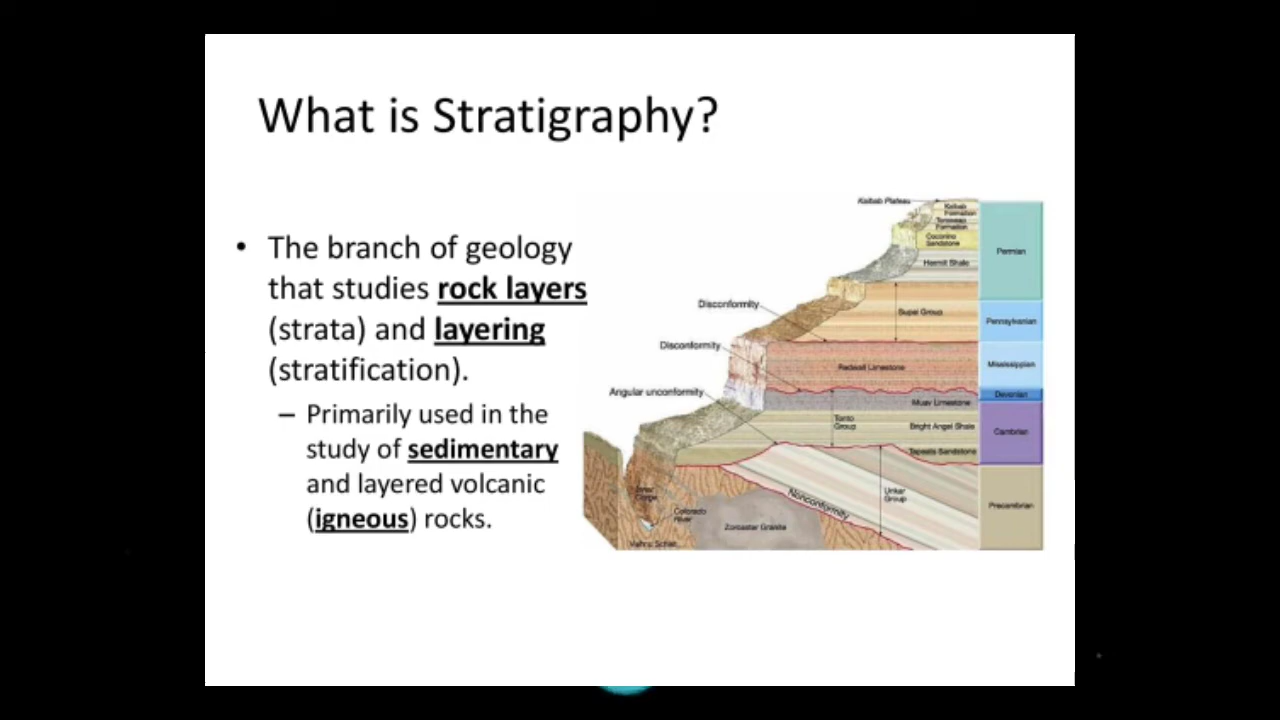 What is Stratigraphy?
• The branch of geology
that studies rock layers
(strata) and layering
(stratification).
– Primarily used in the
study of sedimentary
and layered volcanic
(igneous) rocks.
Kaibab Plateau
Kaibab
Formation
Toroweap
Formation
Coconino
Sandstone
Hermit Shale
Permian
Disconformity
Supai Group
Pennsylvanian
Disconformity
Redwall Limestone
Mississippian
Angular unconformity
Devonian
Muav Limestone
Tonto
Group
Bright Angel Shale
Cambrian
Tapeats Sandstone
Inner
Gorge
Nonconformity
Unkar
Group
Precambrian
Colorado
River
Zoroaster Granite
Vishnu Schist